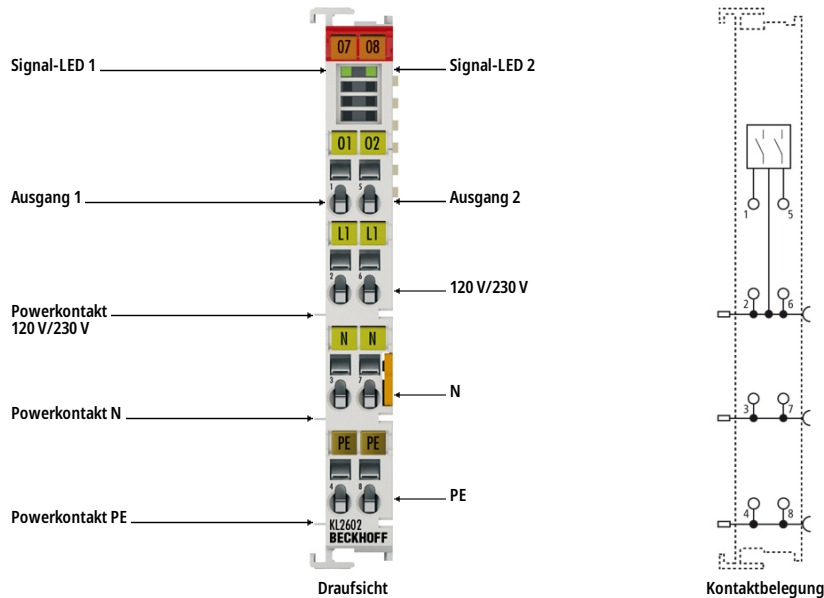 07 08
Signal-LED 1
Signal-LED 2
O1 O2
1 5
Ausgang 1
Ausgang 2
L1 L1
2 6
120 V/230 V
Powerkontakt
120 V/230 V
N N
3 7
N
Powerkontakt N
PE PE
4 8
PE
Powerkontakt PE
KL2602
BECKHOFF
Draufsicht
1 5
2 6
3 7
4 8
Kontaktbelegung